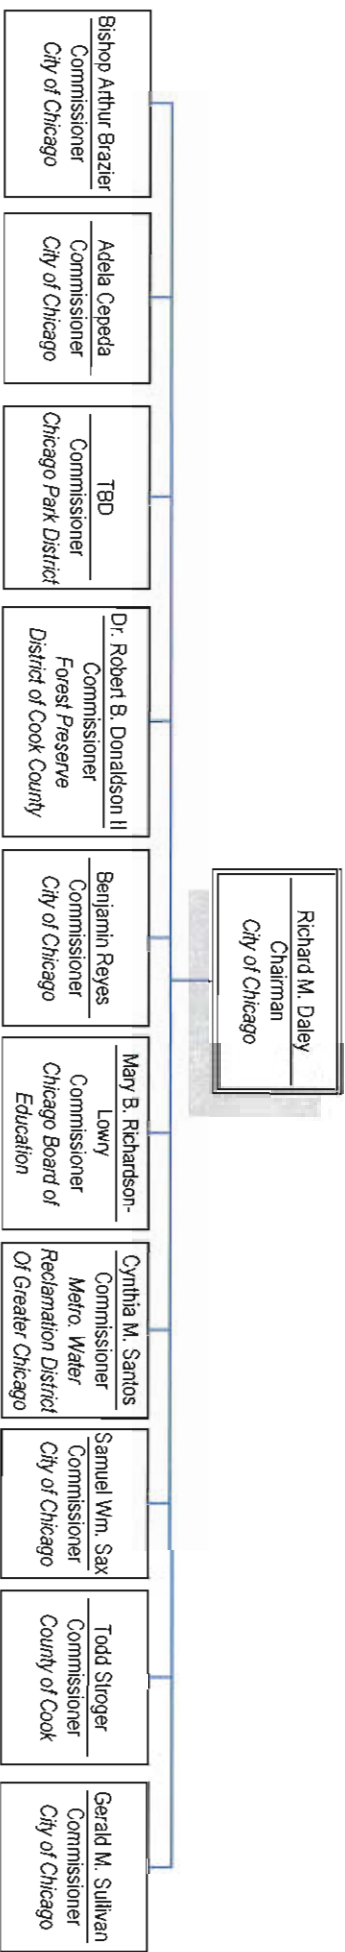 Richard M. Daley
Chairman
City of Chicago
Bishop Arthur Brazier
Commissioner
City of Chicago
Adela Cepeda
Commissioner
City of Chicago
TBD
Commissioner
Chicago Park District
Dr. Robert B. Donaldson II
Commissioner
Forest Preserve
District of Cook County
Benjamin Reyes
Commissioner
City of Chicago
Mary B. Richardson-
Lowry
Commissioner
Chicago Board of
Education
Cynthia M. Santos
Commissioner
Metro. Water
Reclamation District
Of Greater Chicago
Samuel Wm. Sax
Commissioner
City of Chicago
Todd Stroger
Commissioner
County of Cook
Gerald M. Sullivan
Commissioner
City of Chicago